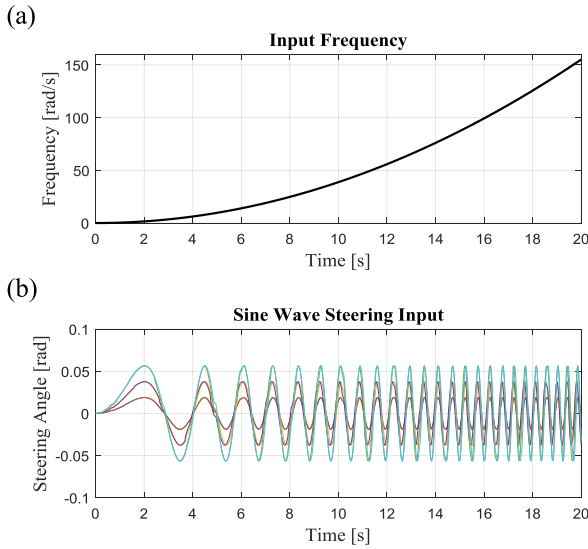 (a)
Input Frequency
Frequency [rad/s]
150
100
50
0
0 2 4 6 8 10 12 14 16 18 20
Time [s]
(b)
Sine Wave Steering Input
Steering Angle [rad]
0.1
0.05
0
-0.05
-0.1
0 2 4 6 8 10 12 14 16 18 20
Time [s]